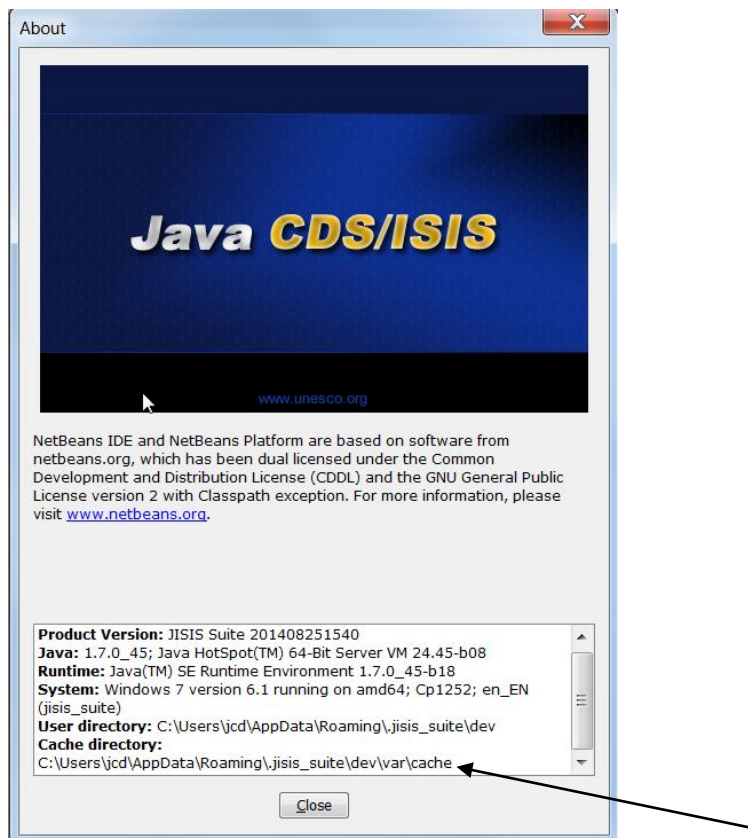 About
Java CDS/ISIS
www.unesco.org
NetBeans IDE and NetBeans Platform are based on software from
netbeans.org, which has been dual licensed under the Common
Development and Distribution License (CDDL) and the GNU General Public
License version 2 with Classpath exception. For more information, please
visit www.netbeans.org.
Product Version: JISIS Suite 201408251540
Java: 1.7.0_45; Java HotSpot(TM) 64-Bit Server VM 24.45-b08
Runtime: Java(TM) SE Runtime Environment 1.7.0_45-b18
System: Windows 7 version 6.1 running on amd64; Cp1252; en_EN
(jisis_suite)
User directory: C:\Users\jcd\AppData\Roaming\.jisis_suite\dev
Cache directory:
C:\Users\jcd\AppData\Roaming\.jisis_suite\dev\var\cache
Close